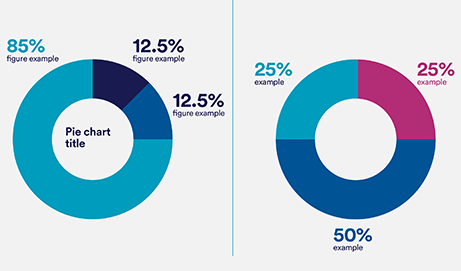 85%
figure example
12.5%
figure example
12.5%
figure example
Pie chart
title
25%
example
25%
example
50%
example